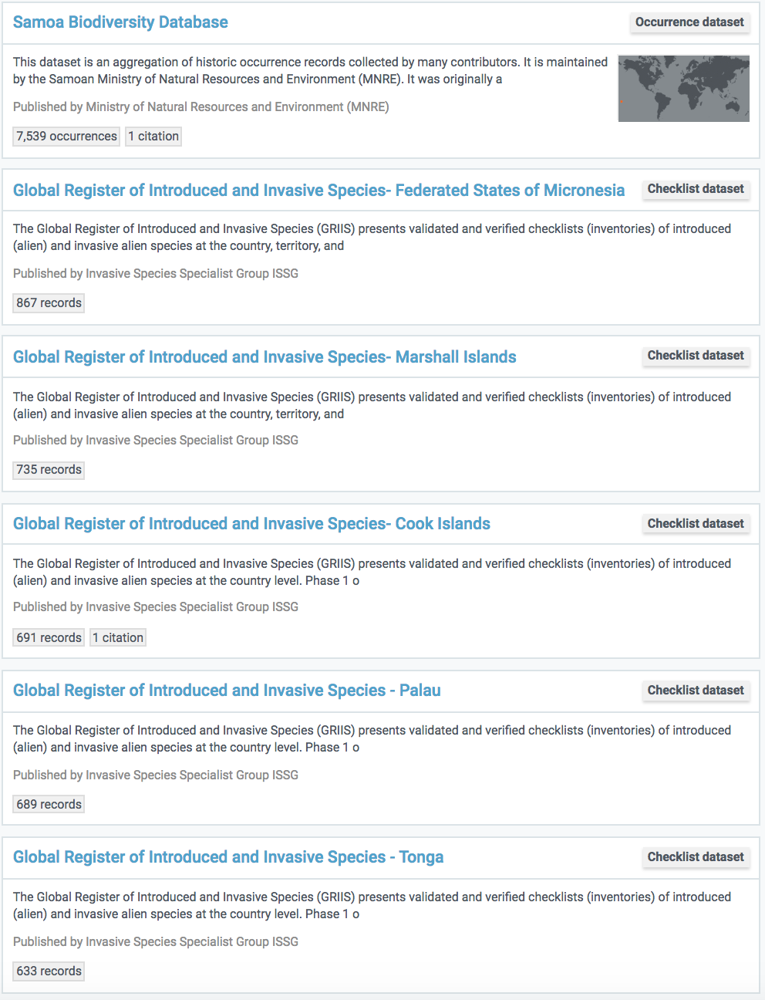 Samoa Biodiversity Database
Occurrence dataset
This dataset is an aggregation of historic occurrence records collected by many contributors. It is maintained
by the Samoan Ministry of Natural Resources and Environment (MNRE). It was originally a
Published by Ministry of Natural Resources and Environment (MNRE)
7,539 occurrences 1 citation
Global Register of Introduced and Invasive Species- Federated States of Micronesia
Checklist dataset
The Global Register of Introduced and Invasive Species (GRIIS) presents validated and verified checklists (inventories) of introduced
(alien) and invasive alien species at the country, territory, and
Published by Invasive Species Specialist Group ISSG
867 records
Global Register of Introduced and Invasive Species- Marshall Islands
Checklist dataset
The Global Register of Introduced and Invasive Species (GRIIS) presents validated and verified checklists (inventories) of introduced
(alien) and invasive alien species at the country, territory, and
Published by Invasive Species Specialist Group ISSG
735 records
Global Register of Introduced and Invasive Species- Cook Islands
Checklist dataset
The Global Register of Introduced and Invasive Species (GRIIS) presents validated and verified checklists (inventories) of introduced
(alien) and invasive alien species at the country level. Phase 1 o
Published by Invasive Species Specialist Group ISSG
691 records 1 citation
Global Register of Introduced and Invasive Species - Palau
Checklist dataset
The Global Register of Introduced and Invasive Species (GRIIS) presents validated and verified checklists (inventories) of introduced
(alien) and invasive alien species at the country level. Phase 1 o
Published by Invasive Species Specialist Group ISSG
689 records
Global Register of Introduced and Invasive Species - Tonga
Checklist dataset
The Global Register of Introduced and Invasive Species (GRIIS) presents validated and verified checklists (inventories) of introduced
(alien) and invasive alien species at the country level. Phase 1 o
Published by Invasive Species Specialist Group ISSG
633 records